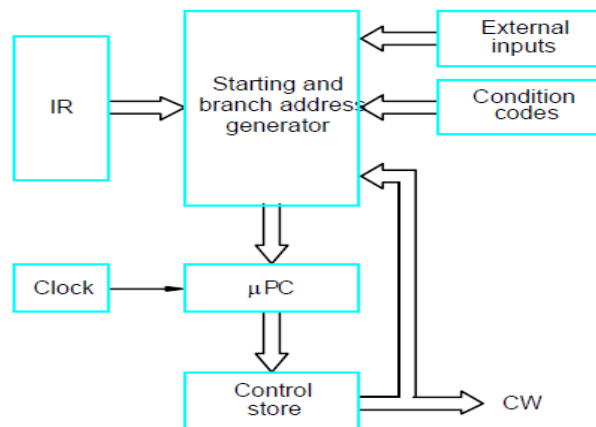 External
inputs
Starting and
branch address
generator
IR
Condition
codes
Clock
μPC
Control
store
CW